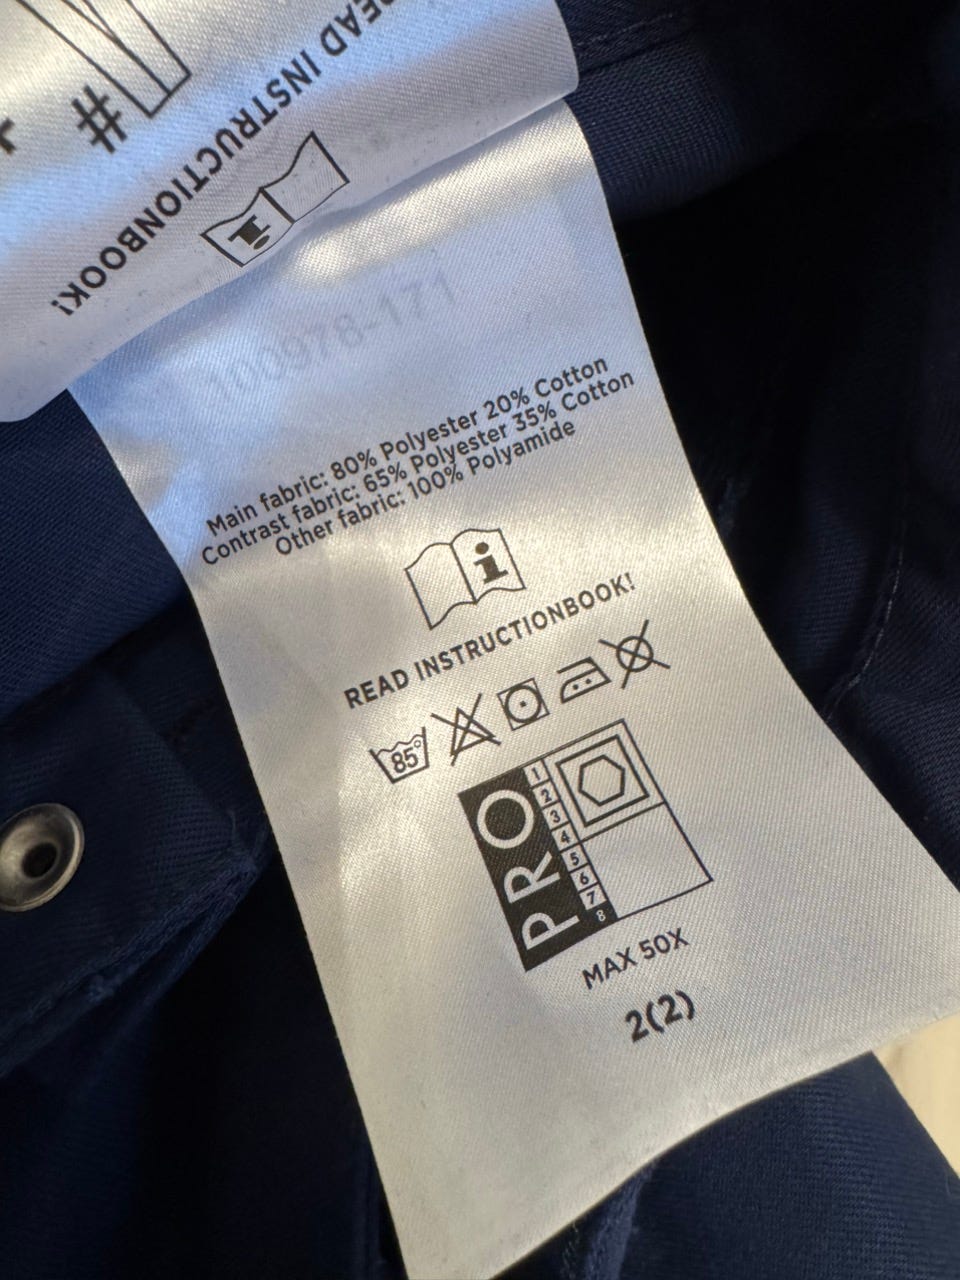 #
READ INSTRUCTIONBOOK!
i
100978-171
Main fabric: 80% Polyester 20% Cotton
Contrast fabric: 65% Polyester 35% Cotton
Other fabric: 100% Polyamide
i
READ INSTRUCTIONBOOK!
85°
PRO
1
2
3
4
5
6
7
8
MAX 50X
2(2)